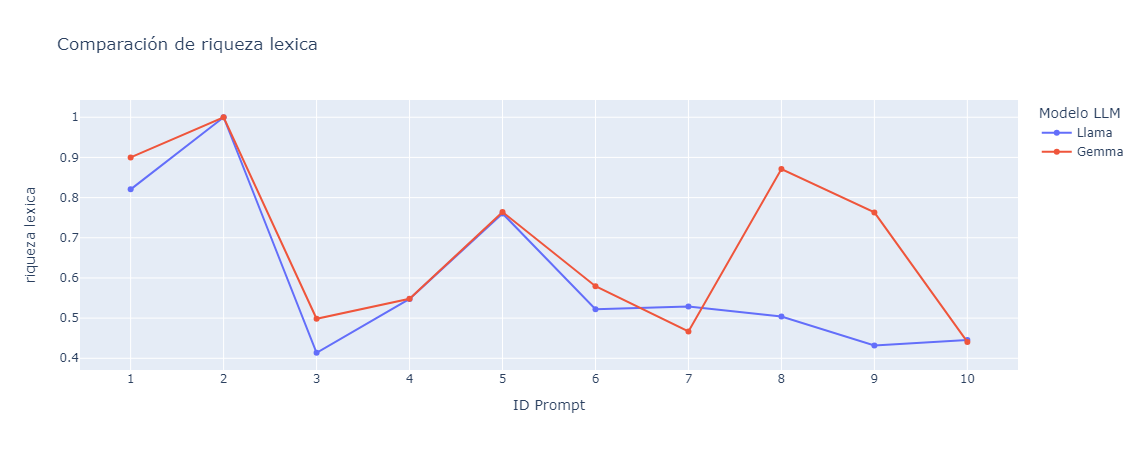 Comparación de riqueza lexica
Modelo LLM
Llama
Gemma
riqueza lexica
1
0.9
0.8
0.7
0.6
0.5
0.4
1 2 3 4 5 6 7 8 9 10
ID Prompt